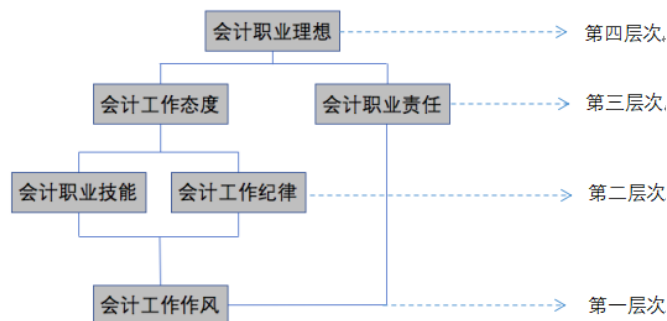 会计职业理想
第四层次
会计工作态度
会计职业责任
第三层次
会计职业技能
会计工作纪律
第二层次
会计工作作风
第一层次